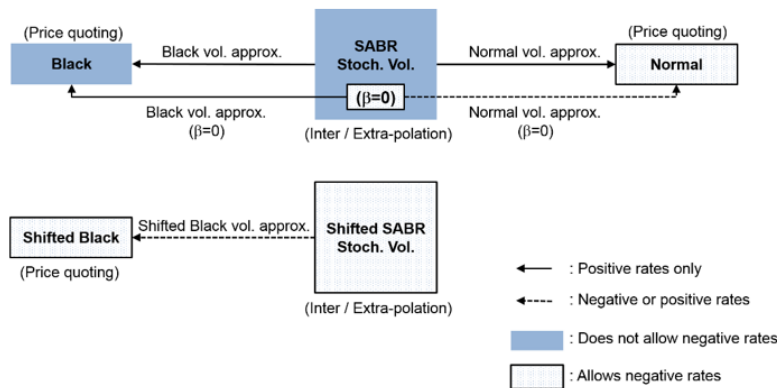 (Price quoting)
Black
Black vol. approx.
SABR
Stoch. Vol.
Normal vol. approx.
(Price quoting)
Normal
(β=0)
Black vol. approx.
(β=0)
Normal vol. approx.
(β=0)
(Inter / Extra-polation)
Shifted Black
(Price quoting)
Shifted Black vol. approx.
Shifted SABR
Stoch. Vol.
(Inter / Extra-polation)
: Positive rates only
: Negative or positive rates
: Does not allow negative rates
: Allows negative rates